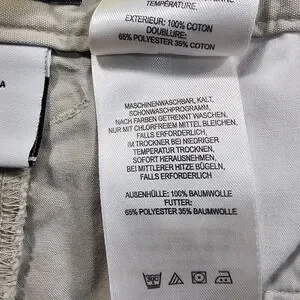 TEMPÉRATURE.
EXTERIEUR: 100% COTON
DOUBLURE:
65% POLYESTER 35% COTON
A
MASCHINENWASCHBAR, KALT,
SCHONWASCHPROGRAMM,
NACH FARBEN GETRENNT WASCHEN,
NUR MIT CHLORFREIEM MITTEL BLEICHEN,
FALLS ERFORDERLICH,
IM TROCKNER BEI NIEDRIGER
TEMPERATUR TROCKNEN,
SOFORT HERAUSNEHMEN,
BEI MITTLERER HITZE BÜGELN,
FALLS ERFORDERLICH
AUßENHÜLLE: 100% BAUMWOLLE
FUTTER:
65% POLYESTER 35% BAUMWOLLE